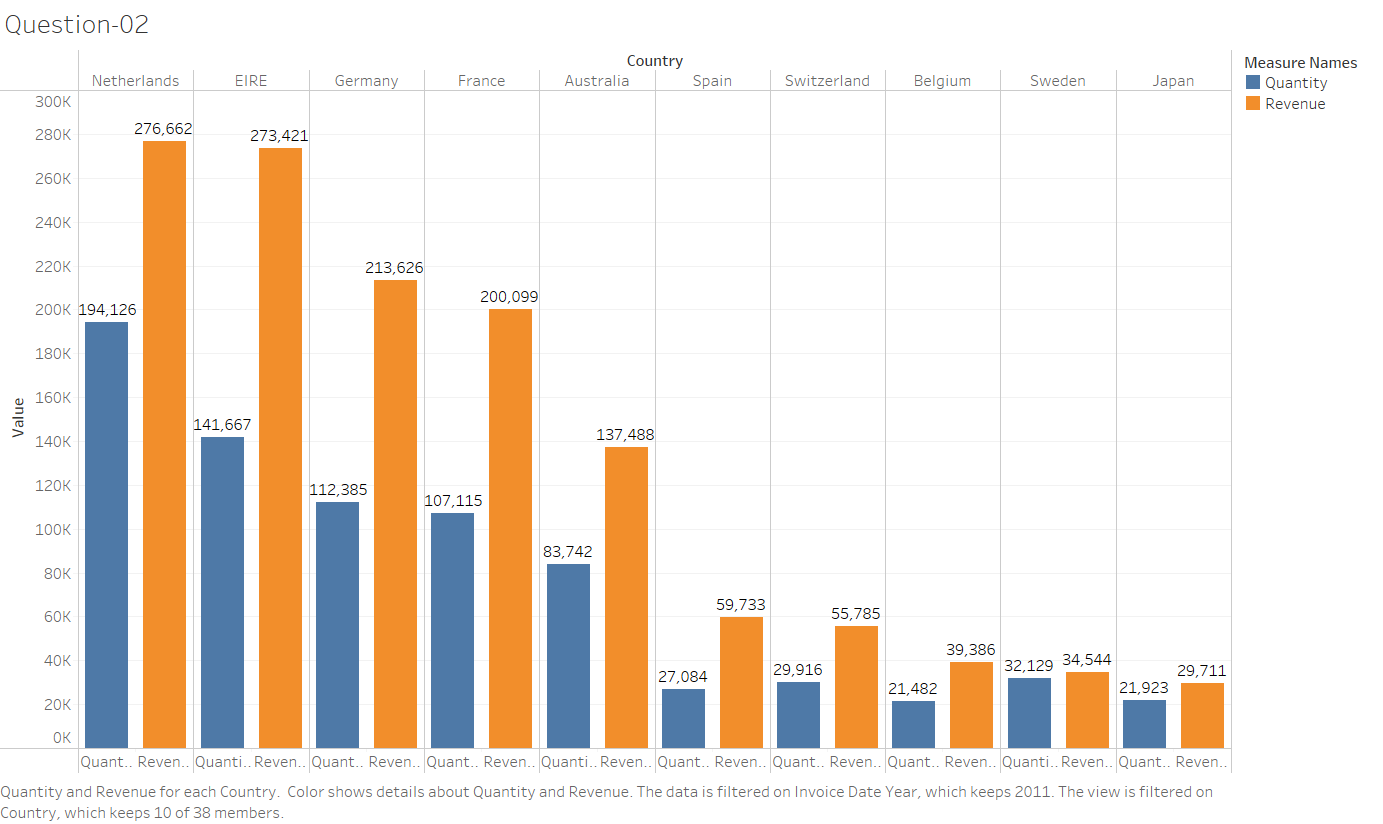 Question-02
Country
Netherlands EIRE Germany France Australia Spain Switzerland Belgium Sweden Japan
Measure Names
Quantity
Revenue
300K
280K
260K
240K
220K
200K
180K
160K
140K
120K
100K
80K
60K
40K
20K
0K
Value
194,126 276,662
141,667 273,421
112,385 213,626
107,115 200,099
83,742 137,488
27,084 59,733
29,916 55,785
21,482 39,386
32,129 34,544
21,923 29,711
Quant.. Reven.. Quanti.. Reven.. Quant.. Reven.. Quant.. Reven.. Quanti.. Reven.. Quant.. Reven.. Quant.. Reven.. Quant.. Reven.. Quanti.. Reven.. Quant.. Reven..
Quantity and Revenue for each Country.  Color shows details about Quantity and Revenue. The data is filtered on Invoice Date Year, which keeps 2011. The view is filtered on
Country, which keeps 10 of 38 members.